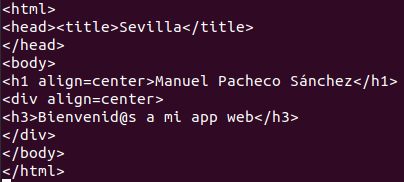 <html>
<head><title>Sevilla</title>
</head>
<body>
<h1 align=center>Manuel Pacheco Sánchez</h1>
<div align=center>
<h3>Bienvenid@s a mi app web</h3>
</div>
</body>
</html>